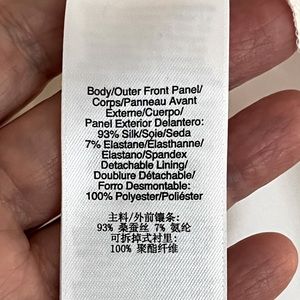 Body/Outer Front Panel/
Corps/Panneau Avant
Externe/Cuerpo/
Panel Exterior Delantero:
93% Silk/Soie/Seda
7% Elastane/Élasthanne/
Elastano/Spandex
Detachable Lining/
Doublure Détachable/
Forro Desmontable:
100% Polyester/Poliéster
主料/外前镶条:
93% 桑蚕丝 7% 氨纶
可拆掉式衬里:
100% 聚酯纤维